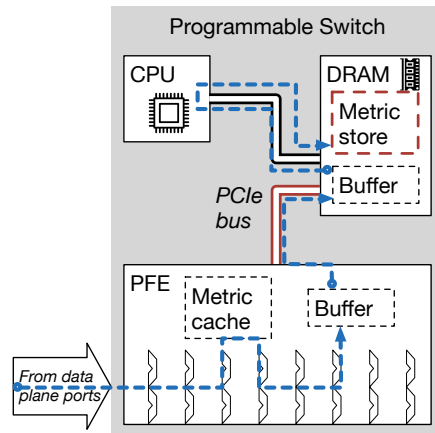 Programmable Switch
CPU
DRAM
Metric
store
Buffer
PCIe
bus
PFE
Metric
cache
Buffer
From data
plane ports